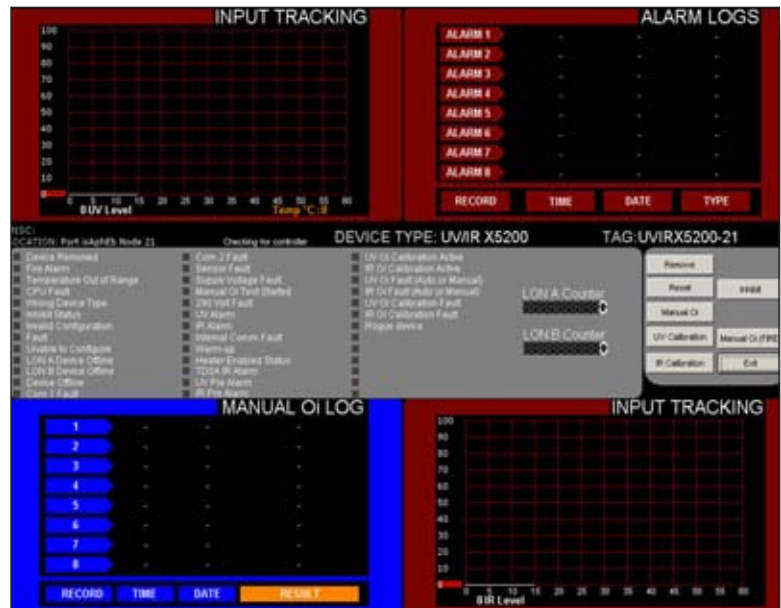 INPUT TRACKING
100
90
80
70
60
50
40
30
20
10
0
0 5 10 15 20 25 30 35 40 45 50 55 60
0 UV Level
Temp °C: 0
ALARM LOGS
ALARM 1 - - -
ALARM 2 - - -
ALARM 3 - - -
ALARM 4 - - -
ALARM 5 - - -
ALARM 6 - - -
ALARM 7 - - -
ALARM 8 - - -
RECORD TIME DATE TYPE
LOCATION: Port Node 21
Checking for controller
DEVICE TYPE: UV/IR X5200
TAG:UVIRX5200-21
Device Removed
Fire Alarm
Temperature Out of Range
CPU Fault
Wrong Device Type
Inhibit Status
Invalid Configuration
Fault
Unable to Configure
LON A Device Offline
LON B Device Offline
Device Offline
Com 1 Fault
Com 2 Fault
Sensor Fault
Supply Voltage Fault
Manual Oi Test Started
290 Volt Fault
UV Alarm
IR Alarm
Internal Comm Fault
Warm-up
Heater Enabled Status
TDSA IR Alarm
UV Pre Alarm
IR Pre Alarm
UV Oi Calibration Active
IR Oi Calibration Active
UV Oi Fault (Auto or Manual)
IR Oi Fault (Auto or Manual)
UV Oi Calibration Fault
IR Oi Calibration Fault
Rogue device
LON A Counter
LON B Counter
Remove
Reset
Inhibit
Manual Oi
UV Calibration
Manual Oi (FIRE
IR Calibration
Exit
MANUAL Oi LOG
1 - - -
2 - - -
3 - - -
4 - - -
5 - - -
6 - - -
7 - - -
8 - - -
RECORD TIME DATE RESULT
INPUT TRACKING
100
90
80
70
60
50
40
30
20
10
0
0 5 10 15 20 25 30 35 40 45 50 55 60
0 IR Level